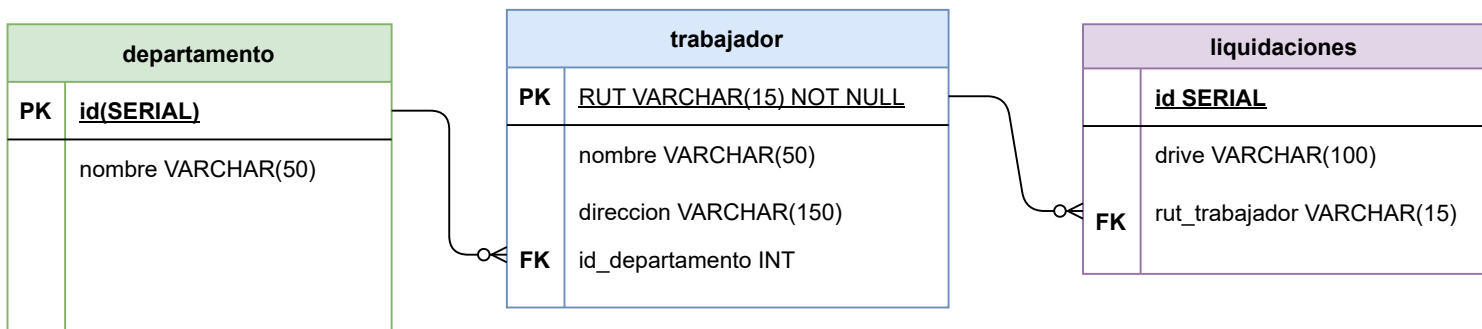 departamento
PK id(SERIAL)
nombre VARCHAR(50)
trabajador
PK RUT VARCHAR(15) NOT NULL
nombre VARCHAR(50)
direccion VARCHAR(150)
FK id_departamento INT
liquidaciones
id SERIAL
drive VARCHAR(100)
FK rut_trabajador VARCHAR(15)